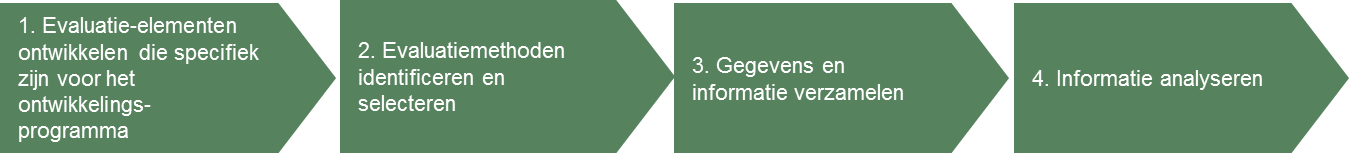 1. Evaluatie-elementen
ontwikkelen die specifiek
zijn voor het
ontwikkelings-
programma
2. Evaluatiemethoden
identificeren en
selecteren
3. Gegevens en
informatie verzamelen
4. Informatie analyseren